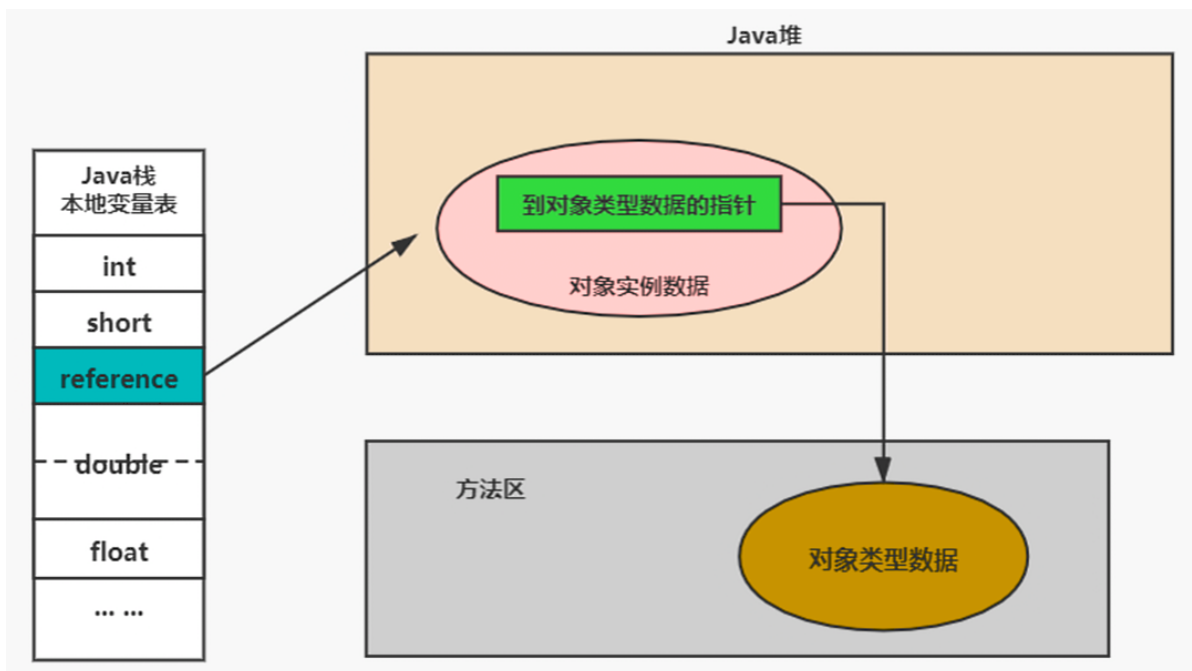 Java堆
Java栈
本地变量表
int
short
reference
double
float
... ...
到对象类型数据的指针
对象实例数据
方法区
对象类型数据